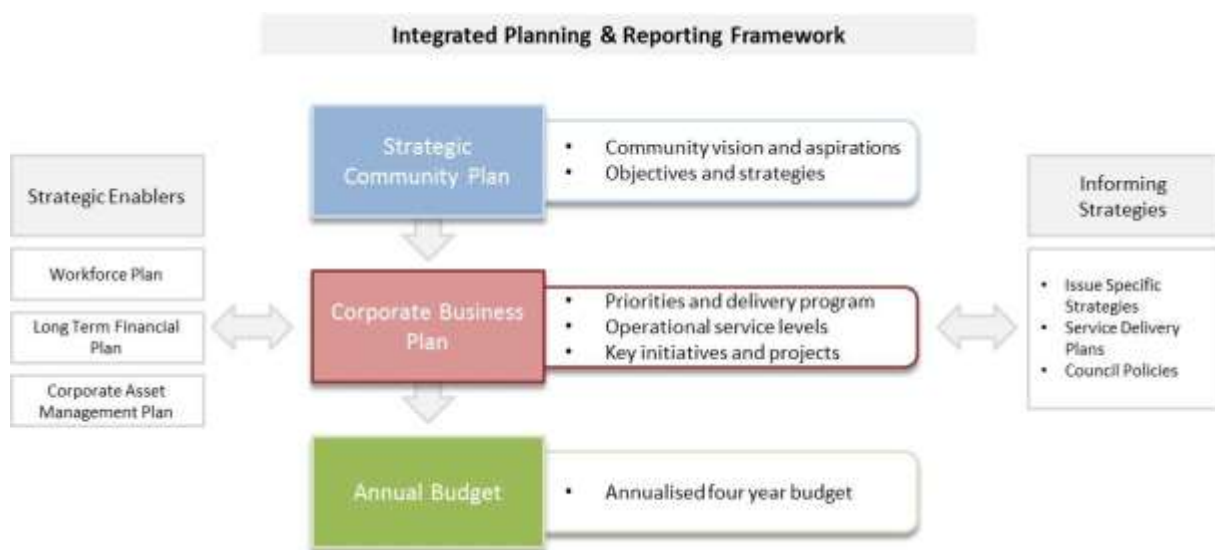 Integrated Planning & Reporting Framework
Strategic
Community Plan
• Community vision and aspirations
• Objectives and strategies
Strategic Enablers
Workforce Plan
Long Term Financial
Plan
Corporate Asset
Management Plan
Corporate Business
Plan
• Priorities and delivery program
• Operational service levels
• Key initiatives and projects
Informing
Strategies
• Issue Specific
Strategies
• Service Delivery
Plans
• Council Policies
Annual Budget
• Annualised four year budget